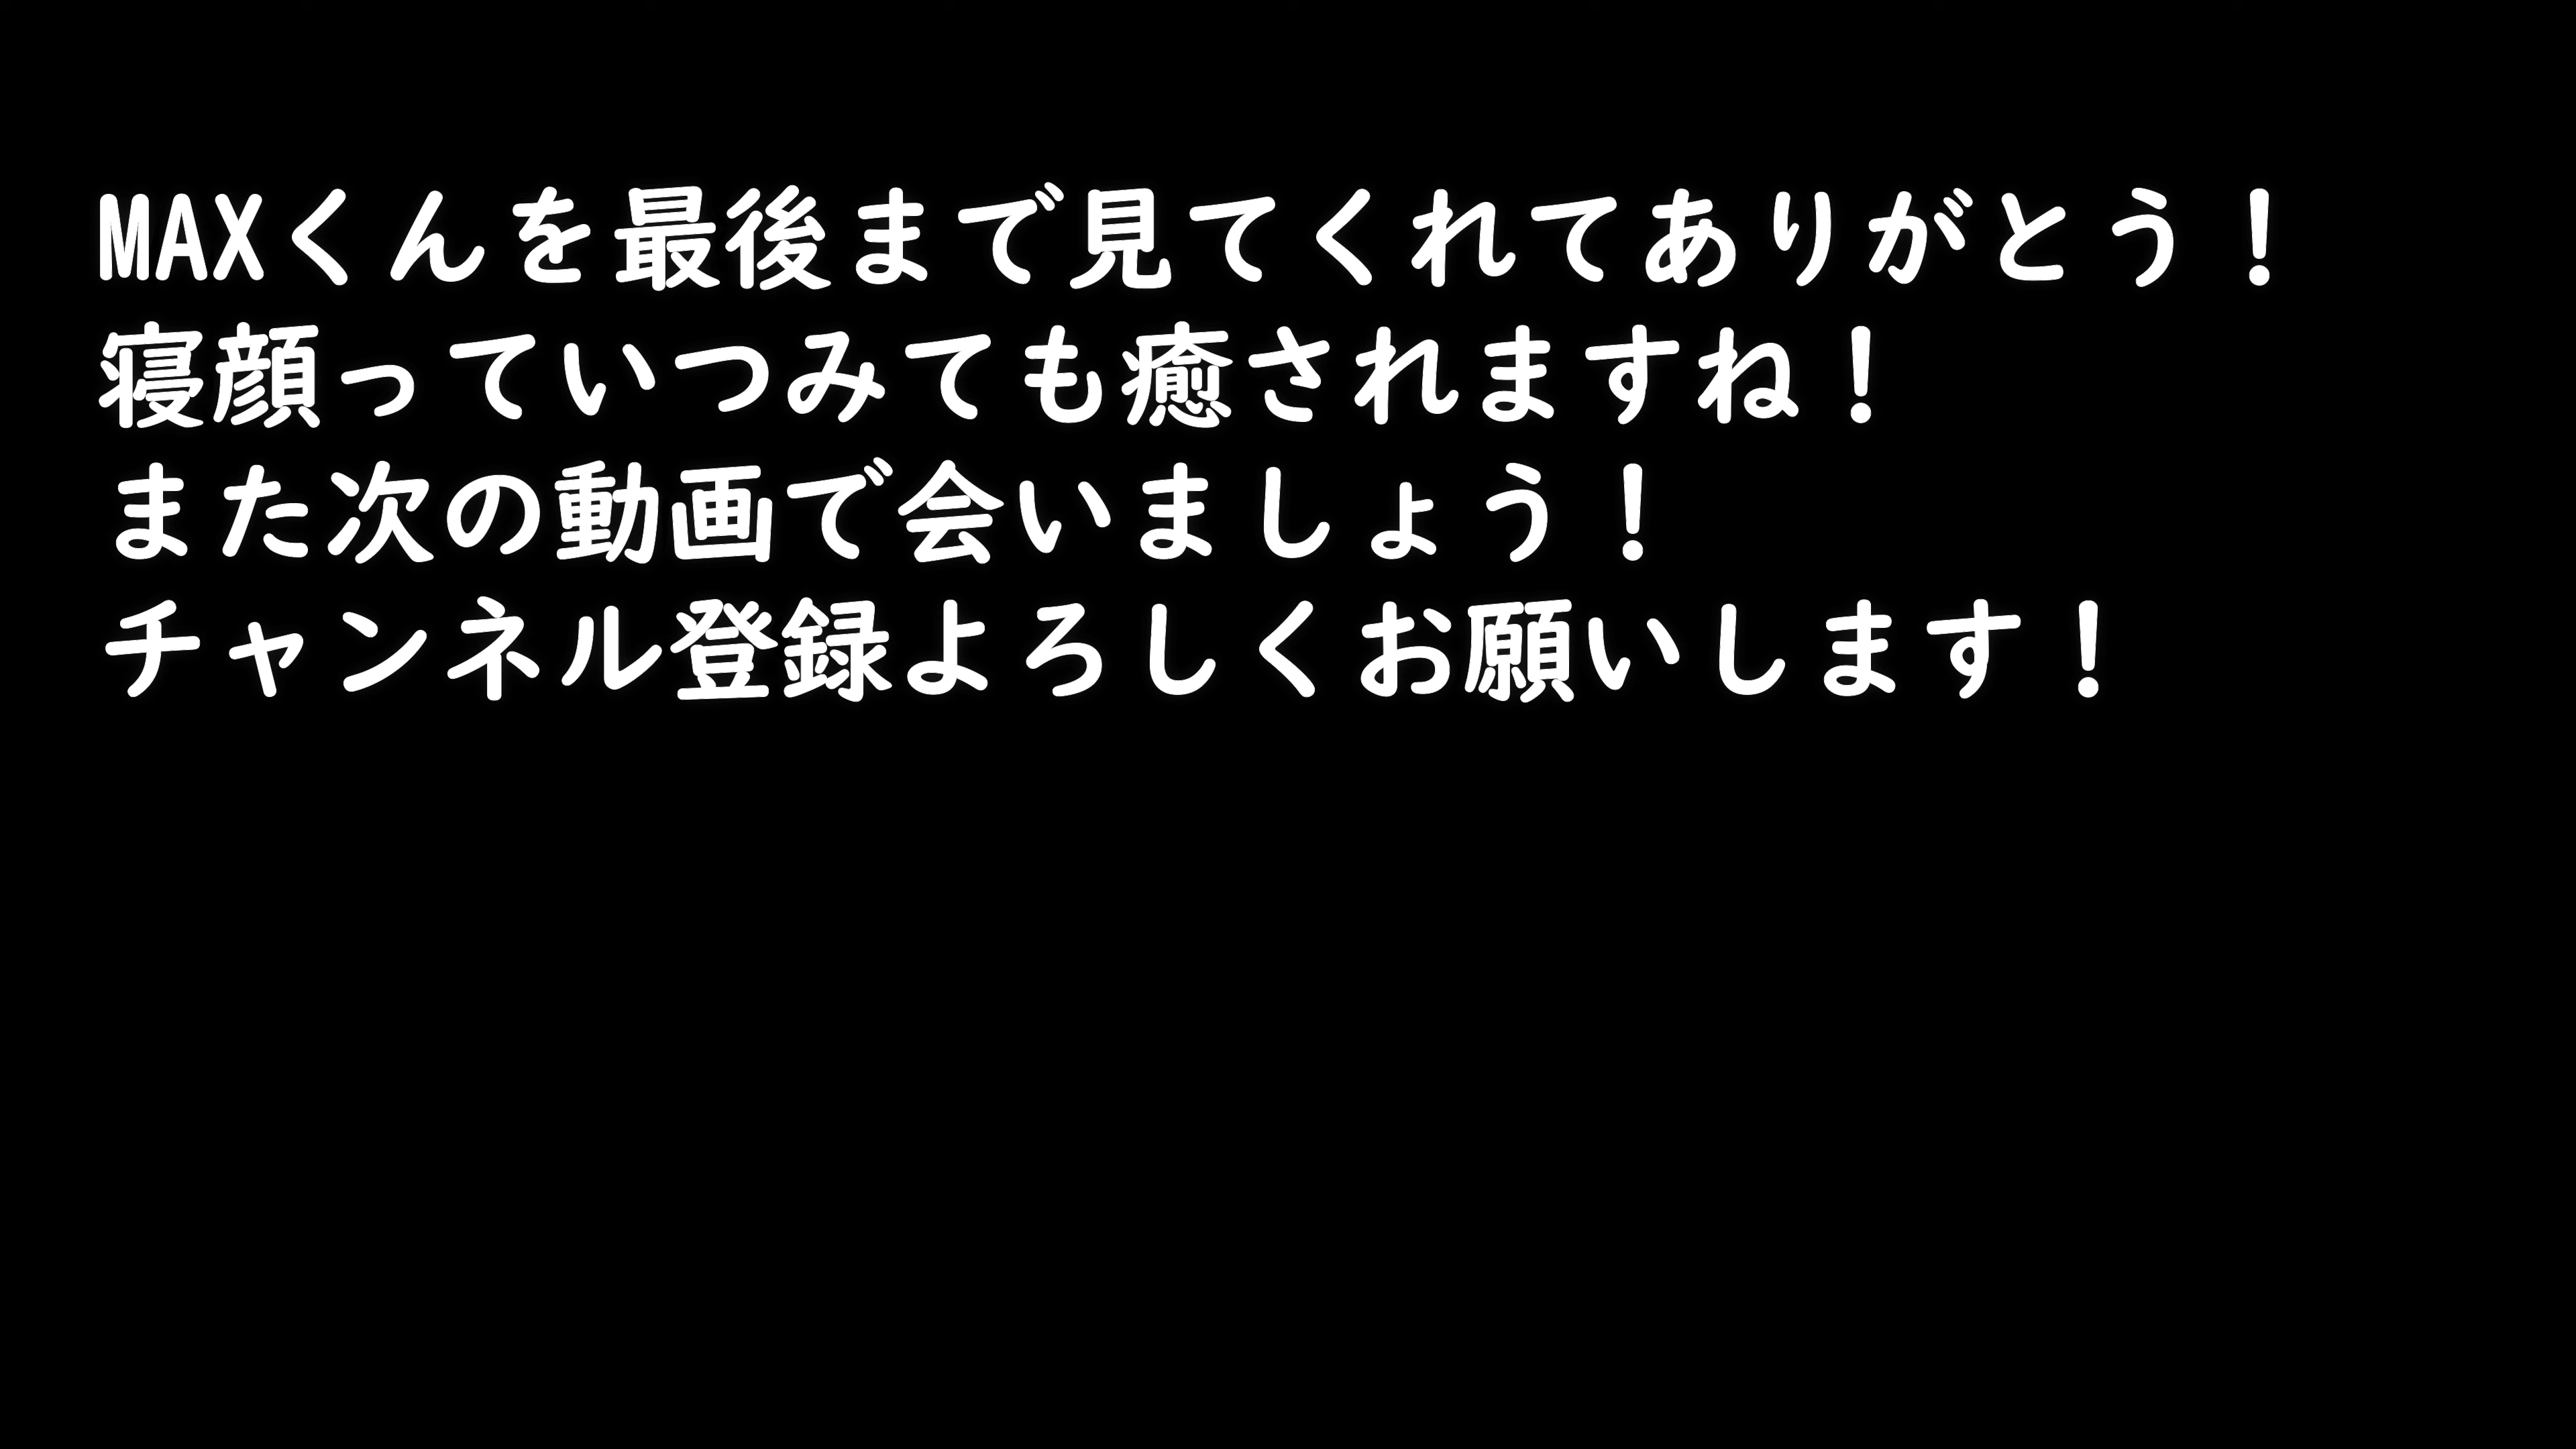 MAXくんを最後まで見てくれてありがとう！
寝顔っていつみても癒されますね！
また次の動画で会いましょう！
チャンネル登録よろしくお願いします！